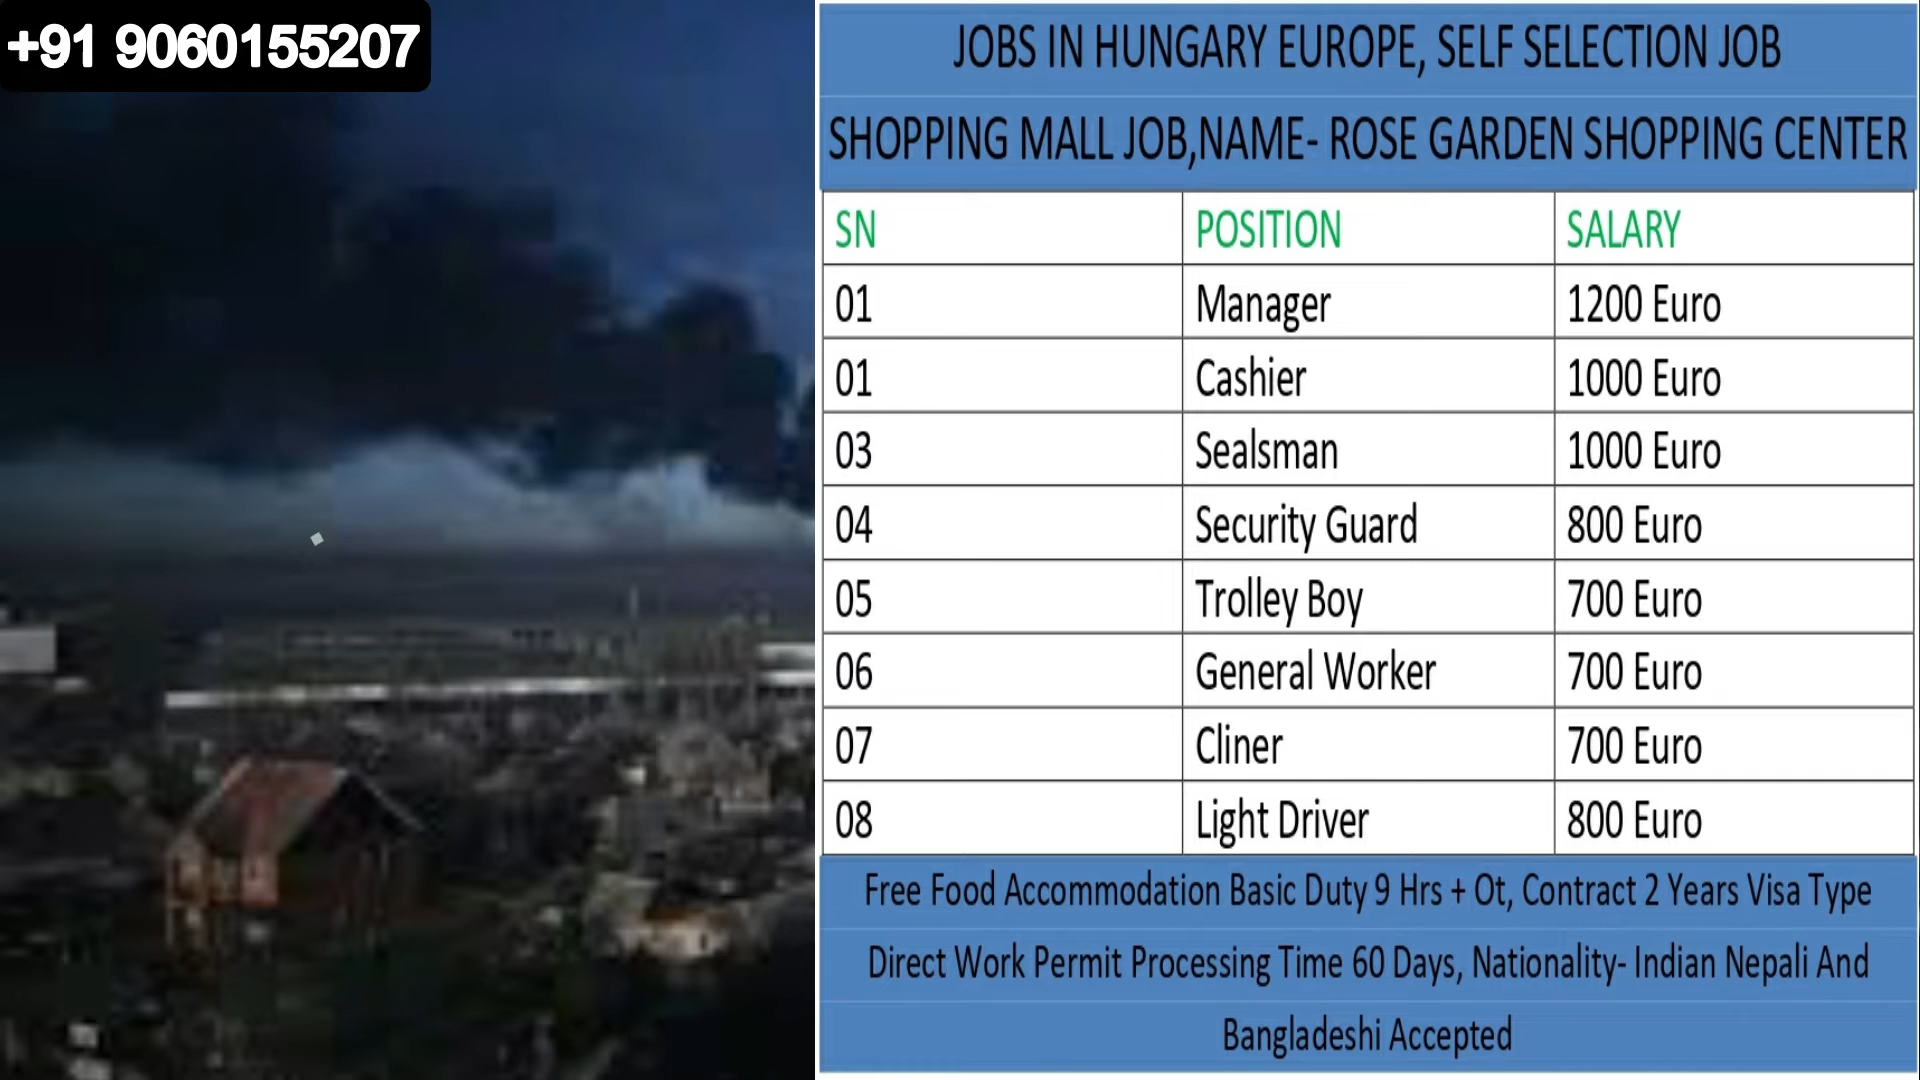 +91 9060155207
JOBS IN HUNGARY EUROPE, SELF SELECTION JOB
SHOPPING MALL JOB,NAME- ROSE GARDEN SHOPPING CENTER
SN POSITION SALARY
01 Manager 1200 Euro
01 Cashier 1000 Euro
03 Sealsman 1000 Euro
04 Security Guard 800 Euro
05 Trolley Boy 700 Euro
06 General Worker 700 Euro
07 Cliner 700 Euro
08 Light Driver 800 Euro
Free Food Accommodation Basic Duty 9 Hrs + Ot, Contract 2 Years Visa Type
Direct Work Permit Processing Time 60 Days, Nationality- Indian Nepali And
Bangladeshi Accepted